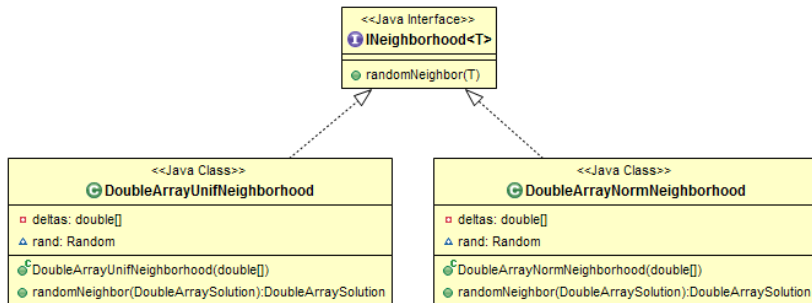 <<Java Interface>>
INeighborhood<T>
randomNeighbor(T)
<<Java Class>>
DoubleArrayUnifNeighborhood
deltas: double[]
rand: Random
DoubleArrayUnifNeighborhood(double[])
randomNeighbor(DoubleArraySolution):DoubleArraySolution
<<Java Class>>
DoubleArrayNormNeighborhood
deltas: double[]
rand: Random
DoubleArrayNormNeighborhood(double[])
randomNeighbor(DoubleArraySolution):DoubleArraySolution